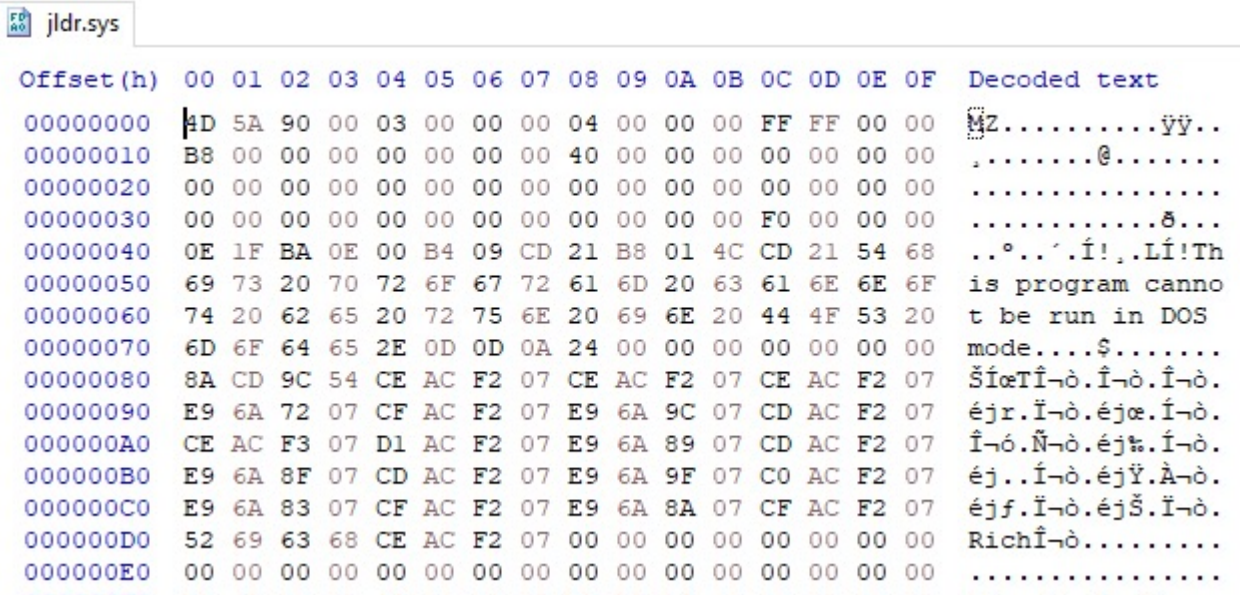 jldr.sys
Offset(h) 00 01 02 03 04 05 06 07 08 09 0A 0B 0C 0D 0E 0F Decoded text
00000000 4D 5A 90 00 03 00 00 00 04 00 00 00 FF FF 00 00 MZ..........ÿÿ..
00000010 B8 00 00 00 00 00 00 00 40 00 00 00 00 00 00 00 ¸.......@.......
00000020 00 00 00 00 00 00 00 00 00 00 00 00 00 00 00 00 ................
00000030 00 00 00 00 00 00 00 00 00 00 00 00 F0 00 00 00 ............ð...
00000040 0E 1F BA 0E 00 B4 09 CD 21 B8 01 4C CD 21 54 68 ..º..´.Í!¸.LÍ!Th
00000050 69 73 20 70 72 6F 67 72 61 6D 20 63 61 6E 6E 6F is program canno
00000060 74 20 62 65 20 72 75 6E 20 69 6E 20 44 4F 53 20 t be run in DOS
00000070 6D 6F 64 65 2E 0D 0D 0A 24 00 00 00 00 00 00 00 mode....$.......
00000080 8A CD 9C 54 CE AC F2 07 CE AC F2 07 CE AC F2 07 ŠÍœTÎ¬ò.Î¬ò.Î¬ò.
00000090 E9 6A 72 07 CF AC F2 07 E9 6A 9C 07 CD AC F2 07 éjr.Ï¬ò.éjœ.Í¬ò.
000000A0 CE AC F3 07 D1 AC F2 07 E9 6A 89 07 CD AC F2 07 Î¬ó.Ñ¬ò.éj‰.Í¬ò.
000000B0 E9 6A 8F 07 CD AC F2 07 E9 6A 9F 07 C0 AC F2 07 éj..Í¬ò.éjŸ.À¬ò.
000000C0 E9 6A 83 07 CF AC F2 07 E9 6A 8A 07 CF AC F2 07 éjƒ.Ï¬ò.éjŠ.Ï¬ò.
000000D0 52 69 63 68 CE AC F2 07 00 00 00 00 00 00 00 00 RichÎ¬ò.........
000000E0 00 00 00 00 00 00 00 00 00 00 00 00 00 00 00 00 ................